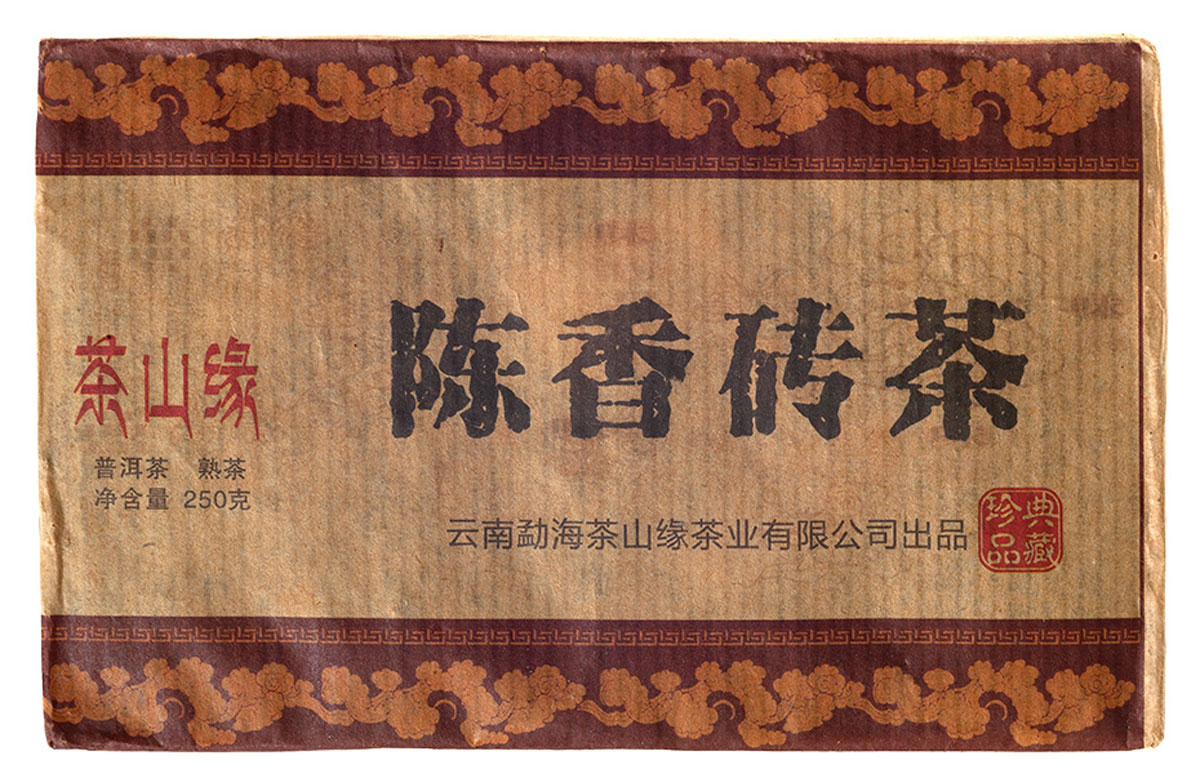 陈香砖茶
茶山缘
普洱茶 熟茶
净含量 250克
云南勐海茶山缘茶业有限公司出品
典藏
珍品